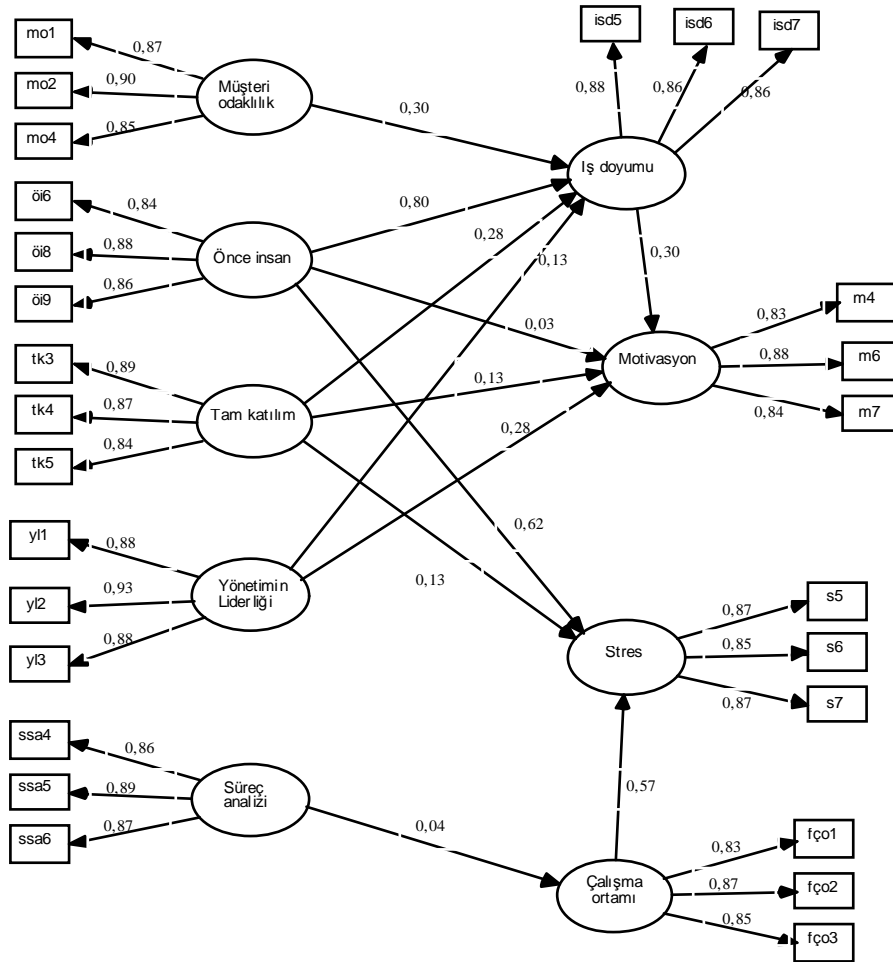 mo1
0,87
mo2
0,90
mo4
0,85
Müşteri
odaklılık
0,30
isd5
isd6
isd7
0,88
0,86
0,86
Iş doyumu
öi6
0,84
öi8
0,88
öi9
0,86
Önce insan
0,80
0,28
0,13
0,30
0,03
tk3
0,89
tk4
0,87
tk5
0,84
Tam katılım
0,13
Motivasyon
0,83
m4
0,88
m6
0,84
m7
0,28
yl1
0,88
yl2
0,93
yl3
0,88
Yönetimin
Liderliği
0,62
0,13
Stres
0,87
s5
0,85
s6
0,87
s7
ssa4
0,86
ssa5
0,89
ssa6
0,87
Süreç
analizi
0,04
0,57
Çalışma
ortamı
0,83
fço1
0,87
fço2
0,85
fço3